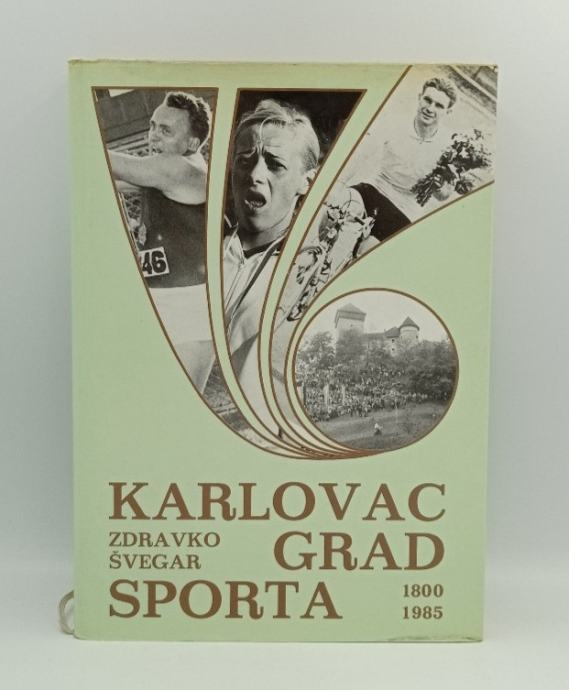 46
KARLOVAC
ZDRAVKO
ŠVEGAR
GRAD
SPORTA
1800
1985